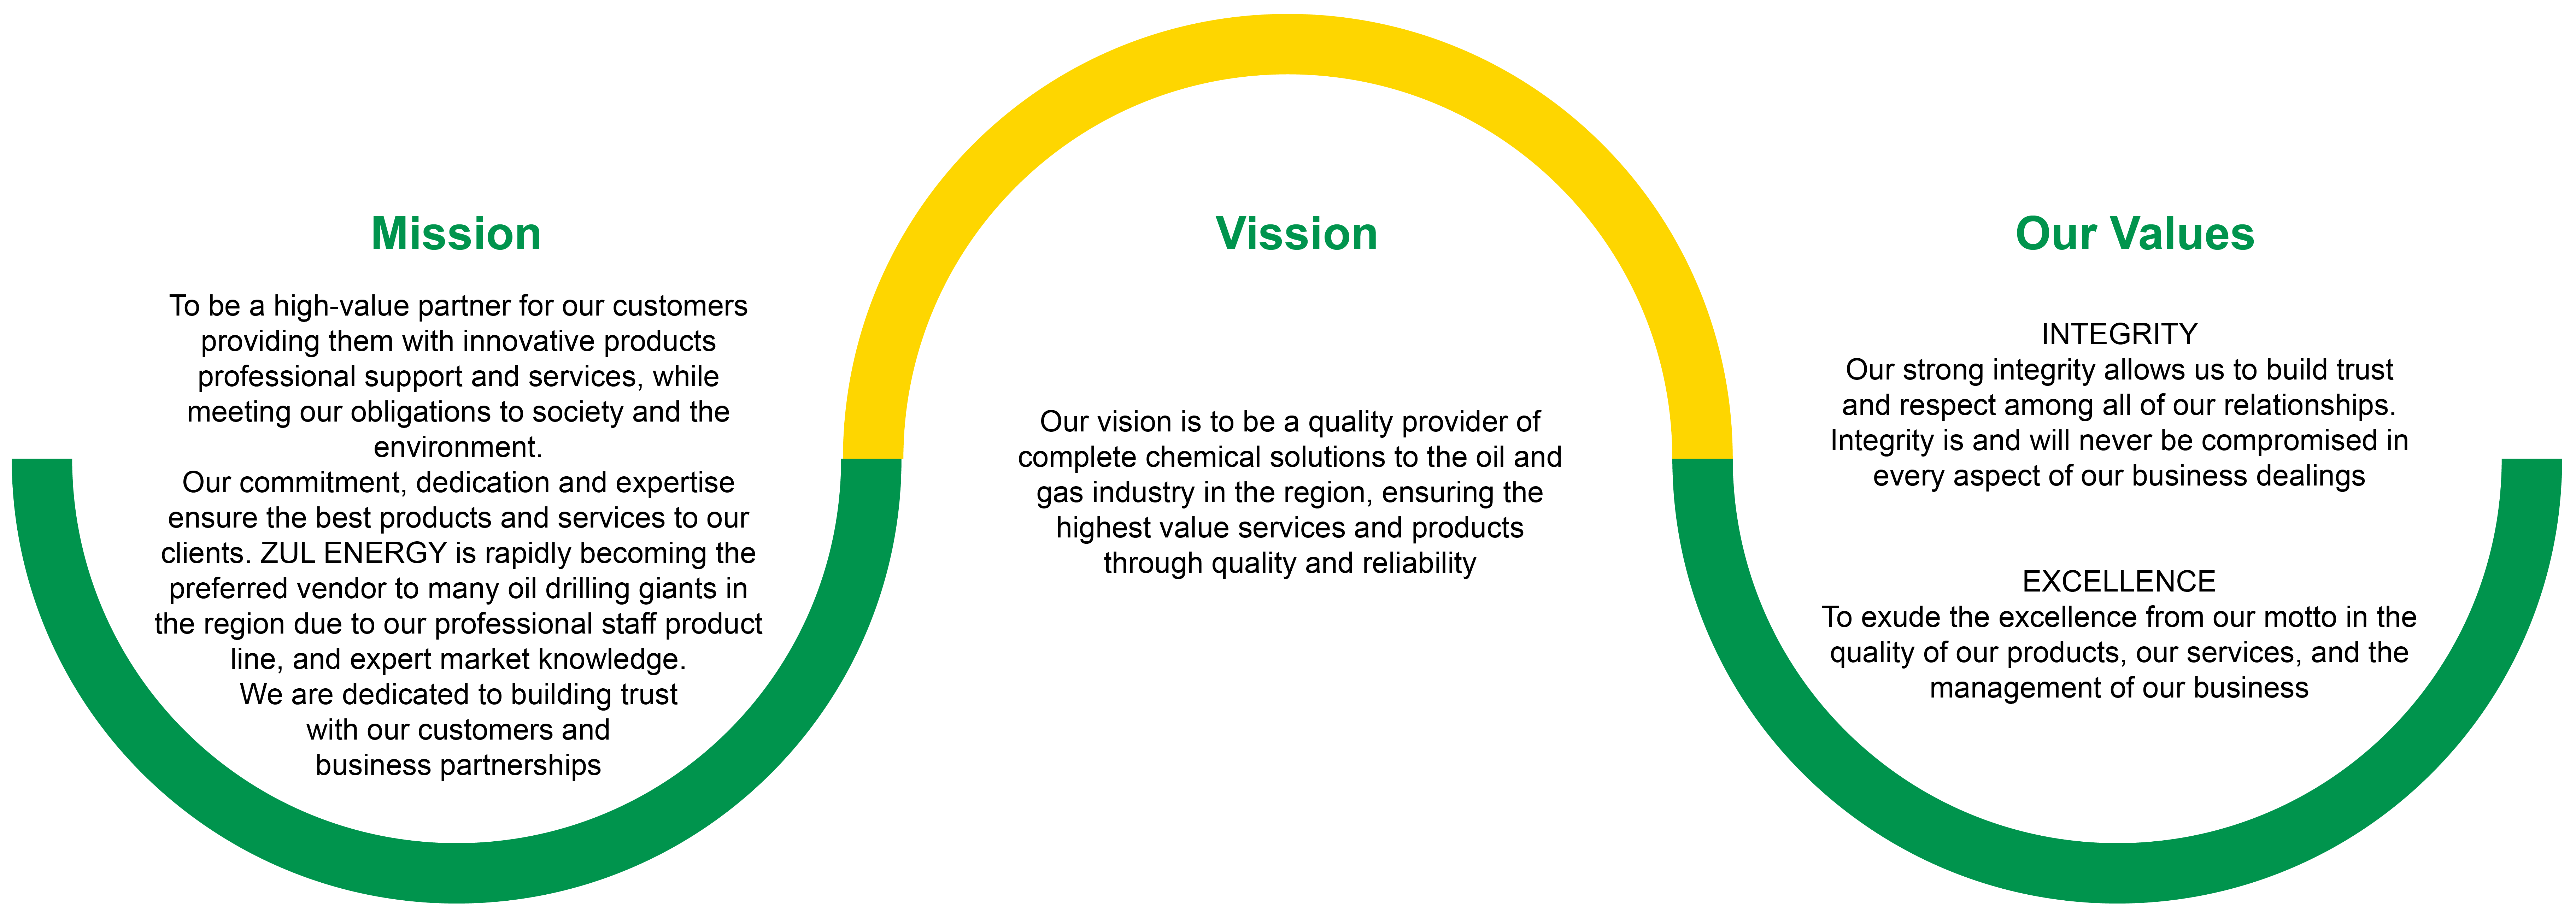 Mission
To be a high-value partner for our customers
providing them with innovative products
professional support and services, while
meeting our obligations to society and the
environment.
Our commitment, dedication and expertise
ensure the best products and services to our
clients. ZUL ENERGY is rapidly becoming the
preferred vendor to many oil drilling giants in
the region due to our professional staff product
line, and expert market knowledge.
We are dedicated to building trust
with our customers and
business partnerships
Vission
Our vision is to be a quality provider of
complete chemical solutions to the oil and
gas industry in the region, ensuring the
highest value services and products
through quality and reliability
Our Values
INTEGRITY
Our strong integrity allows us to build trust
and respect among all of our relationships.
Integrity is and will never be compromised in
every aspect of our business dealings
EXCELLENCE
To exude the excellence from our motto in the
quality of our products, our services, and the
management of our business